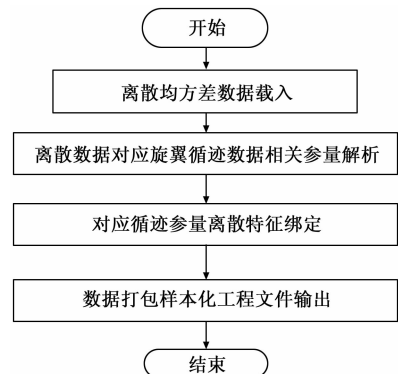 开始
离散均方差数据载入
离散数据对应旋翼循迹数据相关参量解析
对应循迹参量离散特征绑定
数据打包样本化工程文件输出
结束